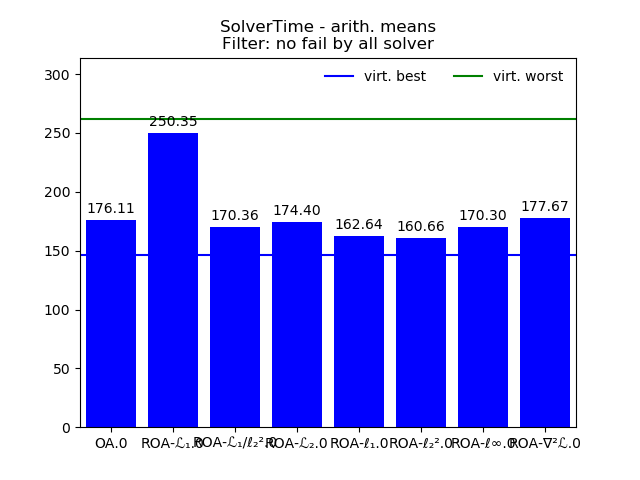 SolverTime - arith. means
Filter: no fail by all solver
virt. best virt. worst
300
250
200
150
100
50
0
176.11 250.35 170.36 174.40 162.64 160.66 170.30 177.67
OA.0 ROA-ℒ₁.0 ROA-ℒ₁/ℓ₂².0 ROA-ℒ₂.0 ROA-ℓ₁.0 ROA-ℓ₂².0 ROA-ℓ∞.0 ROA-∇²ℒ.0